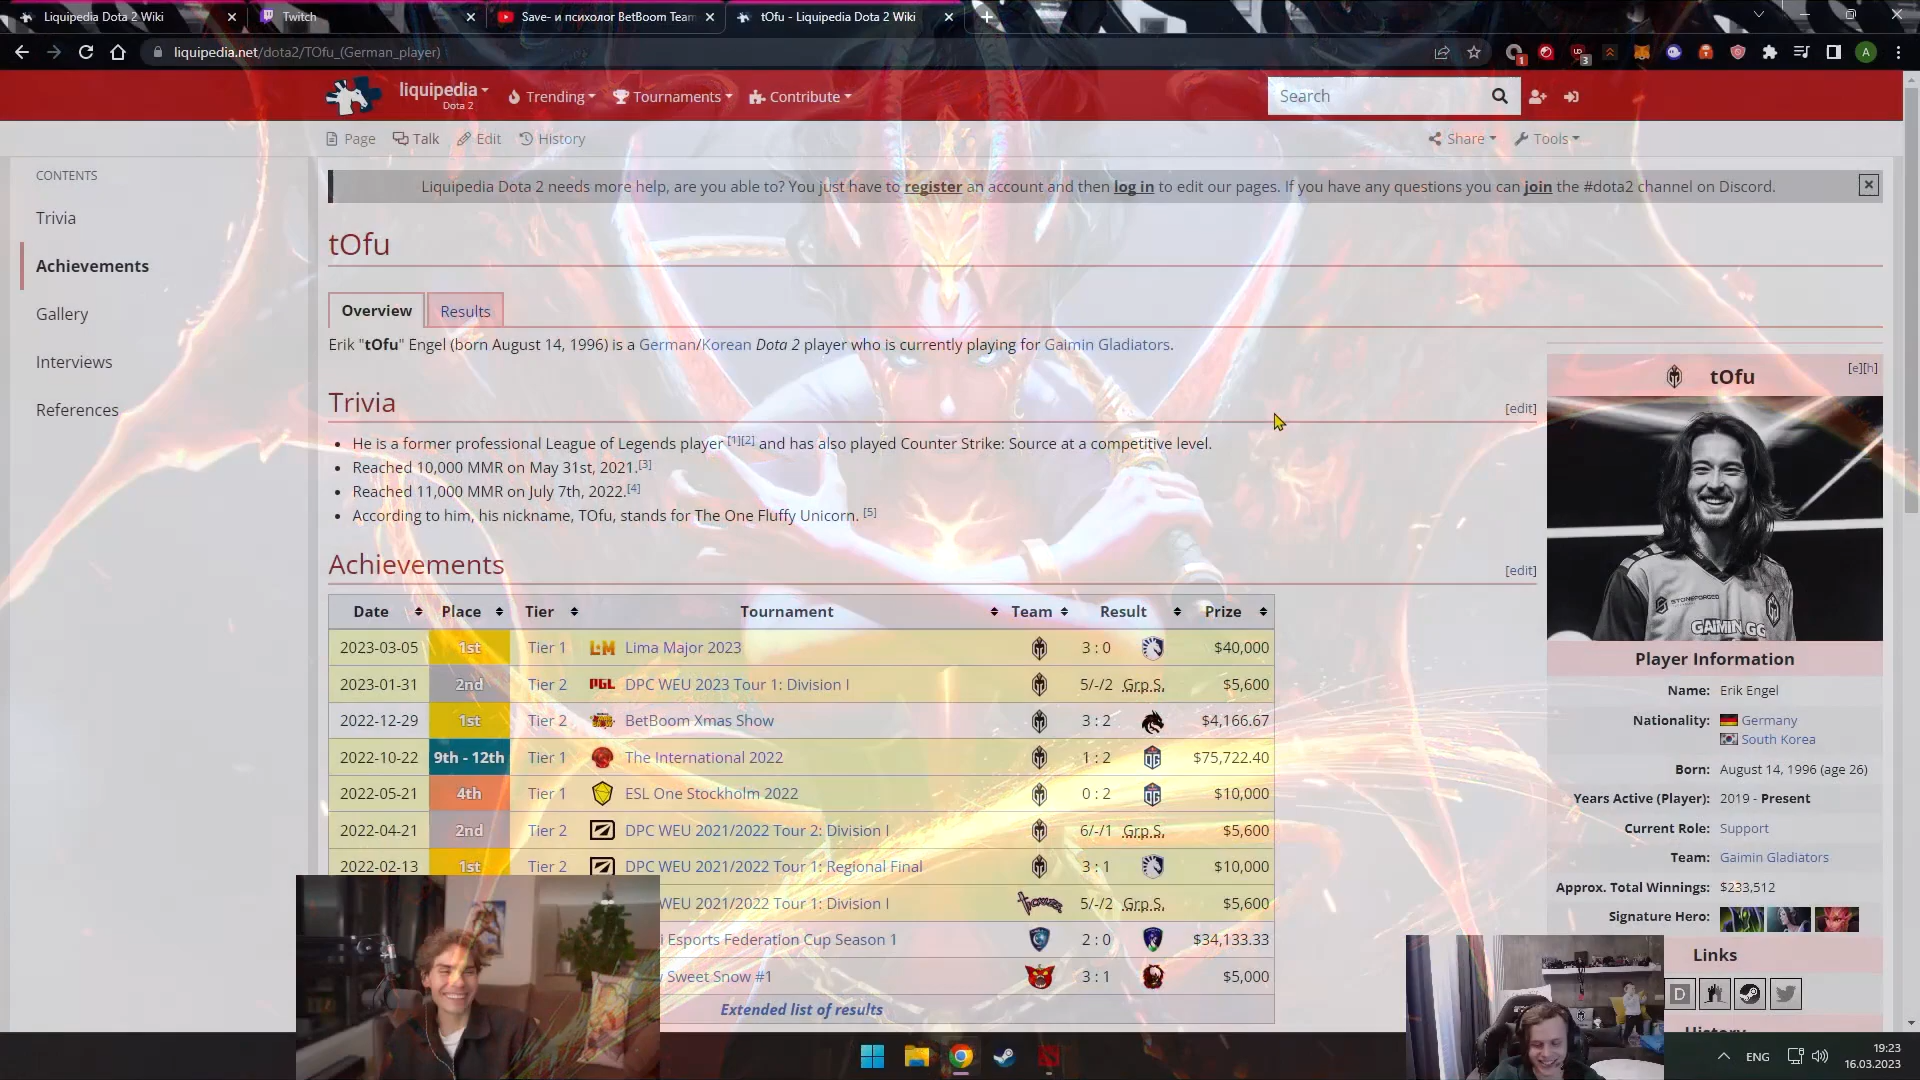 Liquipedia Dota 2 Wiki
Twitch
Save- и психолог BetBoom Team
tOfu - Liquipedia Dota 2 Wiki
liquipedia.net/dota2/TOfu_(German_player)
1
3
A
liquipedia
Dota 2
Trending
Tournaments
Contribute
Search
Page
Talk
Edit
History
Share
Tools
CONTENTS
Trivia
Achievements
Gallery
Interviews
References
Liquipedia Dota 2 needs more help, are you able to? You just have to register an account and then log in to edit our pages. If you have any questions you can join the #dota2 channel on Discord.
tOfu
Overview
Results
Erik "tOfu" Engel (born August 14, 1996) is a German/Korean Dota 2 player who is currently playing for Gaimin Gladiators.
Trivia
[edit]
He is a former professional League of Legends player [1][2] and has also played Counter Strike: Source at a competitive level.
Reached 10,000 MMR on May 31st, 2021.[3]
Reached 11,000 MMR on July 7th, 2022.[4]
According to him, his nickname, TOfu, stands for The One Fluffy Unicorn. [5]
Achievements
[edit]
Date Place Tier Tournament Team Result Prize
2023-03-05 1st Tier 1 Lima Major 2023 3 : 0 $40,000
2023-01-31 2nd Tier 2 PGL DPC WEU 2023 Tour 1: Division I 5/-/2 Grp S. $5,600
2022-12-29 1st Tier 2 BetBoom Xmas Show 3 : 2 $4,166.67
2022-10-22 9th - 12th Tier 1 The International 2022 1 : 2 OG $75,722.40
2022-05-21 4th Tier 1 ESL One Stockholm 2022 0 : 2 OG $10,000
2022-04-21 2nd Tier 2 DPC WEU 2021/2022 Tour 2: Division I 6/-/1 Grp S. $5,600
2022-02-13 1st Tier 2 DPC WEU 2021/2022 Tour 1: Regional Final 3 : 1 $10,000
WEU 2021/2022 Tour 1: Division I 5/-/2 Grp S. $5,600
i Esports Federation Cup Season 1 2 : 0 $34,133.33
Sweet Snow #1 3 : 1 $5,000
Extended list of results
[e][h]
tOfu
STONEFORGED
GAIMIN.GG
Player Information
Name: Erik Engel
Nationality: Germany
South Korea
Born: August 14, 1996 (age 26)
Years Active (Player): 2019 - Present
Current Role: Support
Team: Gaimin Gladiators
Approx. Total Winnings: $233,512
Signature Hero:
Links
D
History
ENG
19:23
16.03.2023